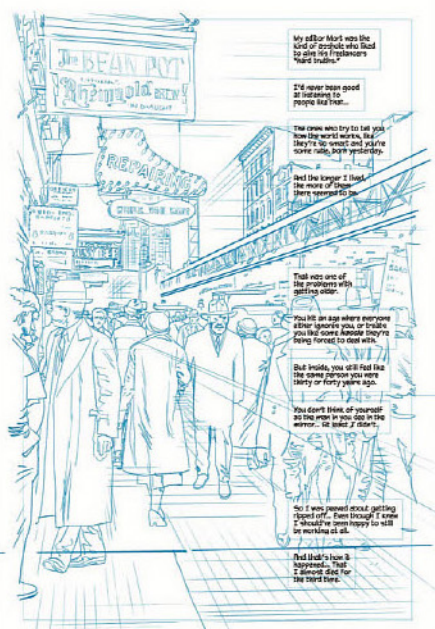 The BEAN POT
Rheingold BEER
REPAIRING
My editor Mort was the
kind of asshole who liked
to give his freelancers
"hard truths."
I'd never been good
at listening to
people like that...
The ones who try to tell you
how the world works, like
they're so smart and you're
some rube, born yesterday.
And the longer I lived,
the more of them
there seemed to be.
That was one of
the problems with
getting older.
You hit an age where everyone
either ignores you, or treats
you like some hassle they're
being forced to deal with.
But inside, you still feel like
the same person you were
thirty or forty years ago.
You don't think of yourself
as the man you see in the
mirror... At least I didn't.
So I was peeved about getting
ripped off... Even though I knew
I should've been happy to still
be working at all.
And that's how it
happened... That
I almost died for
the third time.